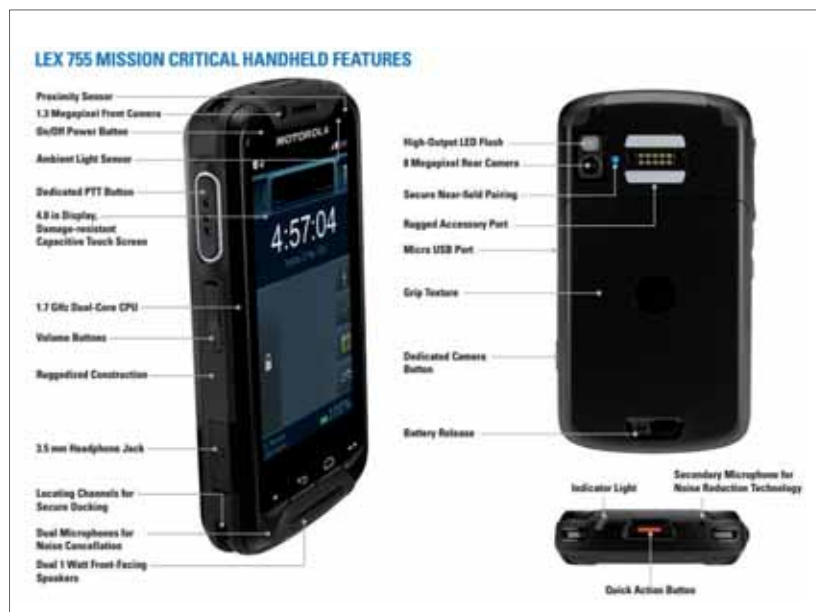 LEX 755 MISSION CRITICAL HANDHELD FEATURES
Proximity Sensor
1.3 Megapixel Front Camera
On/Off Power Button
Ambient Light Sensor
Dedicated PTT Button
4.8 in Display,
Damage-resistant
Capacitive Touch Screen
1.7 GHz Dual-Core CPU
Volume Buttons
Ruggedized Construction
3.5 mm Headphone Jack
Locating Channels for
Secure Docking
Dual Microphones for
Noise Cancellation
Dual 1 Watt Front-Facing
Speakers
MOTOROLA
4:57:04
High-Output LED Flash
8 Megapixel Rear Camera
Secure Near-field Pairing
Rugged Accessory Port
Micro USB Port
Grip Texture
Dedicated Camera
Button
Battery Release
Indicator Light
Secondary Microphone for
Noise Reduction Technology
Quick Action Button